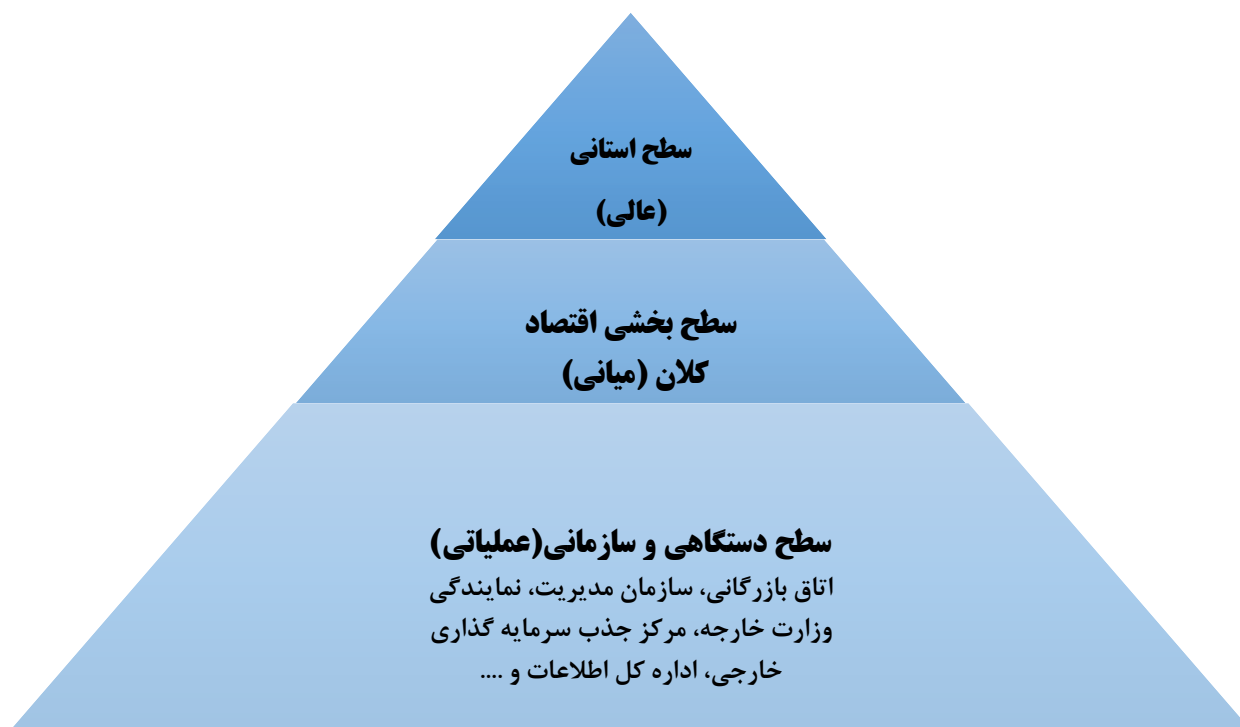 سطح استانی
(عالی)
سطح بخشی اقتصاد
کلان (میانی)
سطح دستگاهی و سازمانی(عملیاتی)
اتاق بازرگانی، سازمان مدیریت، نمایندگی
وزارت خارجه، مرکز جذب سرمایه گذاری
خارجی، اداره کل اطلاعات و ....